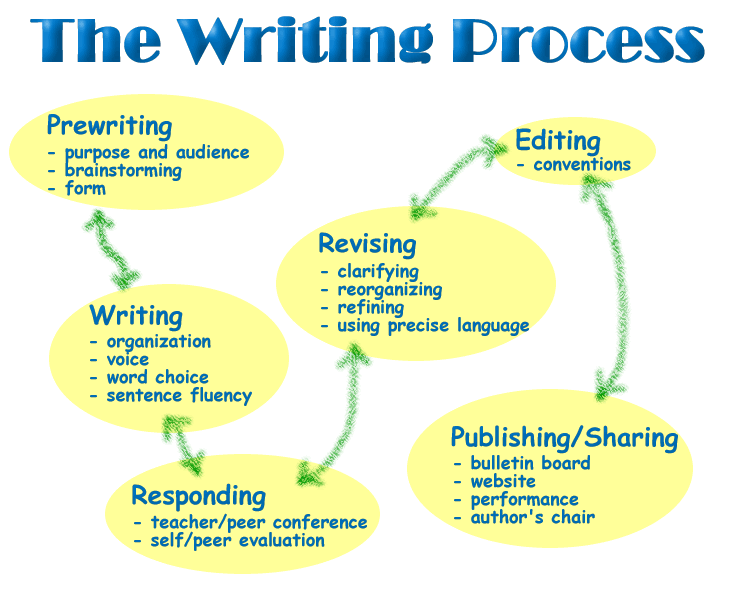 The Writing Process
Prewriting
- purpose and audience
- brainstorming
- form
Writing
- organization
- voice
- word choice
- sentence fluency
Responding
- teacher/peer conference
- self/peer evaluation
Revising
- clarifying
- reorganizing
- refining
- using precise language
Editing
- conventions
Publishing/Sharing
- bulletin board
- website
- performance
- author's chair